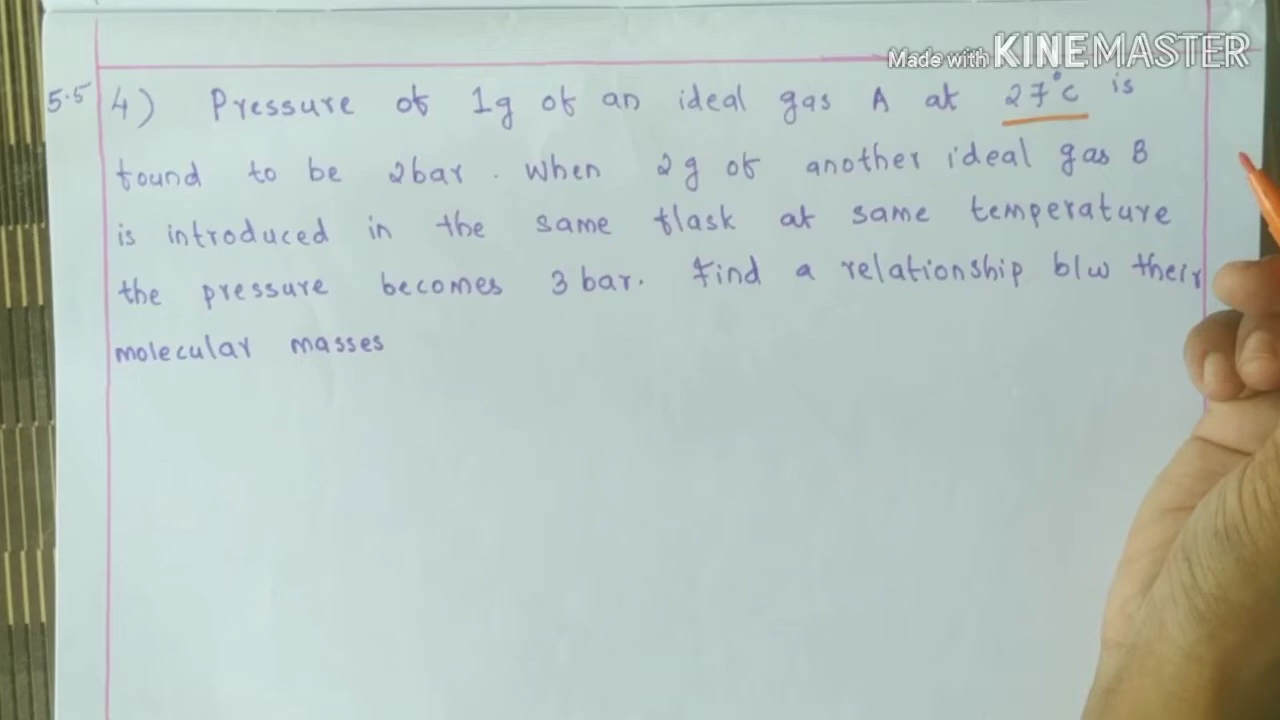 Made with KINEMASTER
5.5 4) Pressure of 1g of an ideal gas A at 27°C is
found to be 2bar. When 2g of another ideal gas B
is introduced in the same flask at same temperature
the pressure becomes 3 bar. Find a relationship b/w their
molecular masses